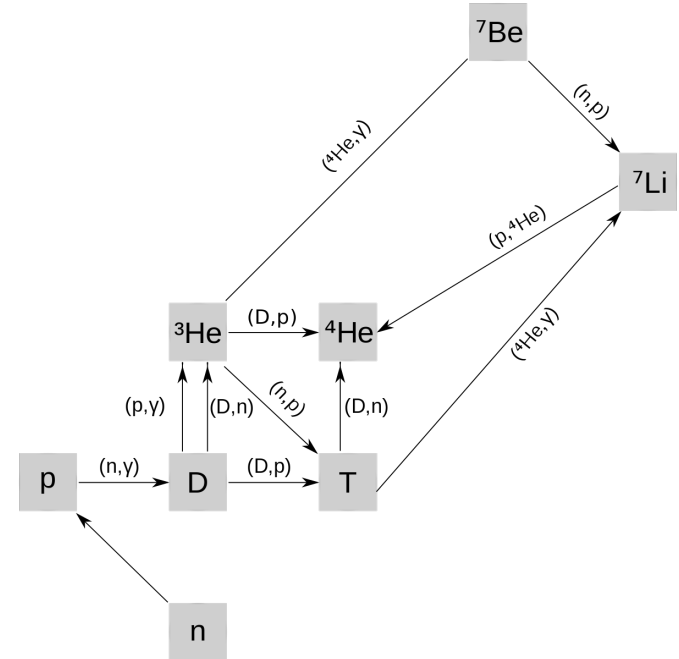 ⁷Be
(n,p)
(⁴He,γ)
⁷Li
(p,⁴He)
³He
(D,p)
⁴He
(⁴He,γ)
(p,γ)
(D,n)
(n,p)
(D,n)
p
(n,γ)
D
(D,p)
T
n